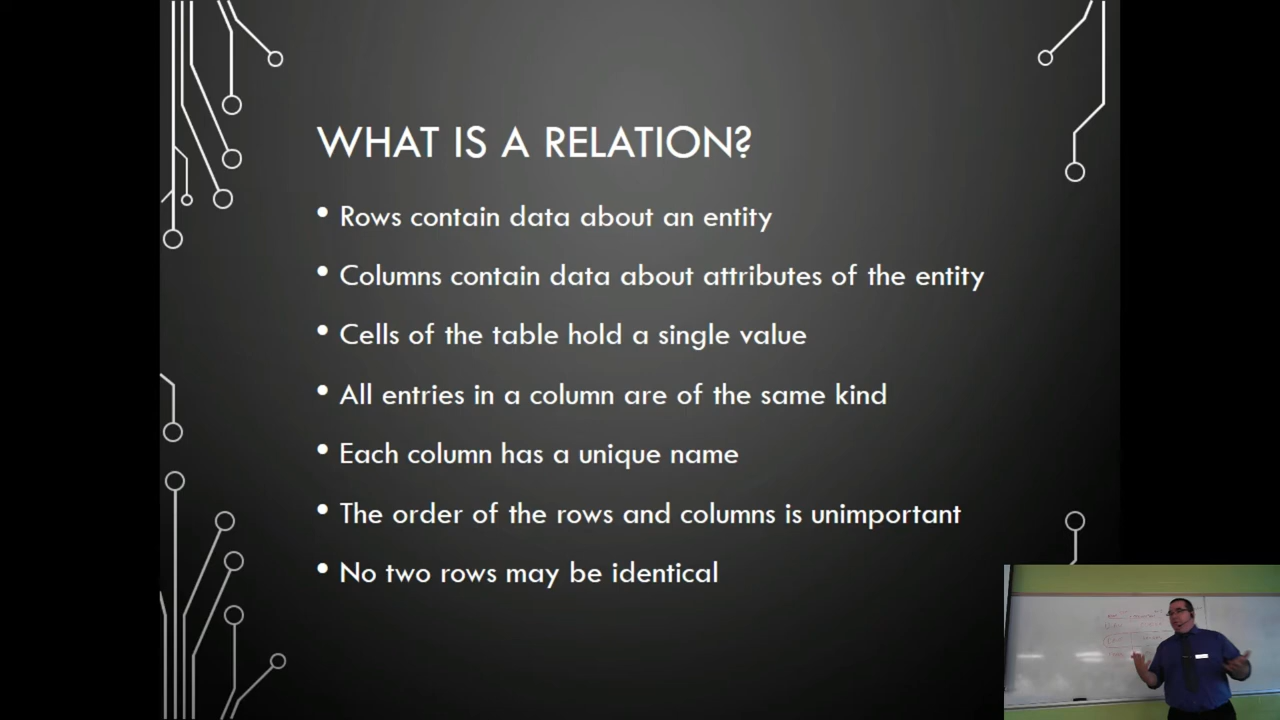 WHAT IS A RELATION?
• Rows contain data about an entity
• Columns contain data about attributes of the entity
• Cells of the table hold a single value
• All entries in a column are of the same kind
• Each column has a unique name
• The order of the rows and columns is unimportant
• No two rows may be identical